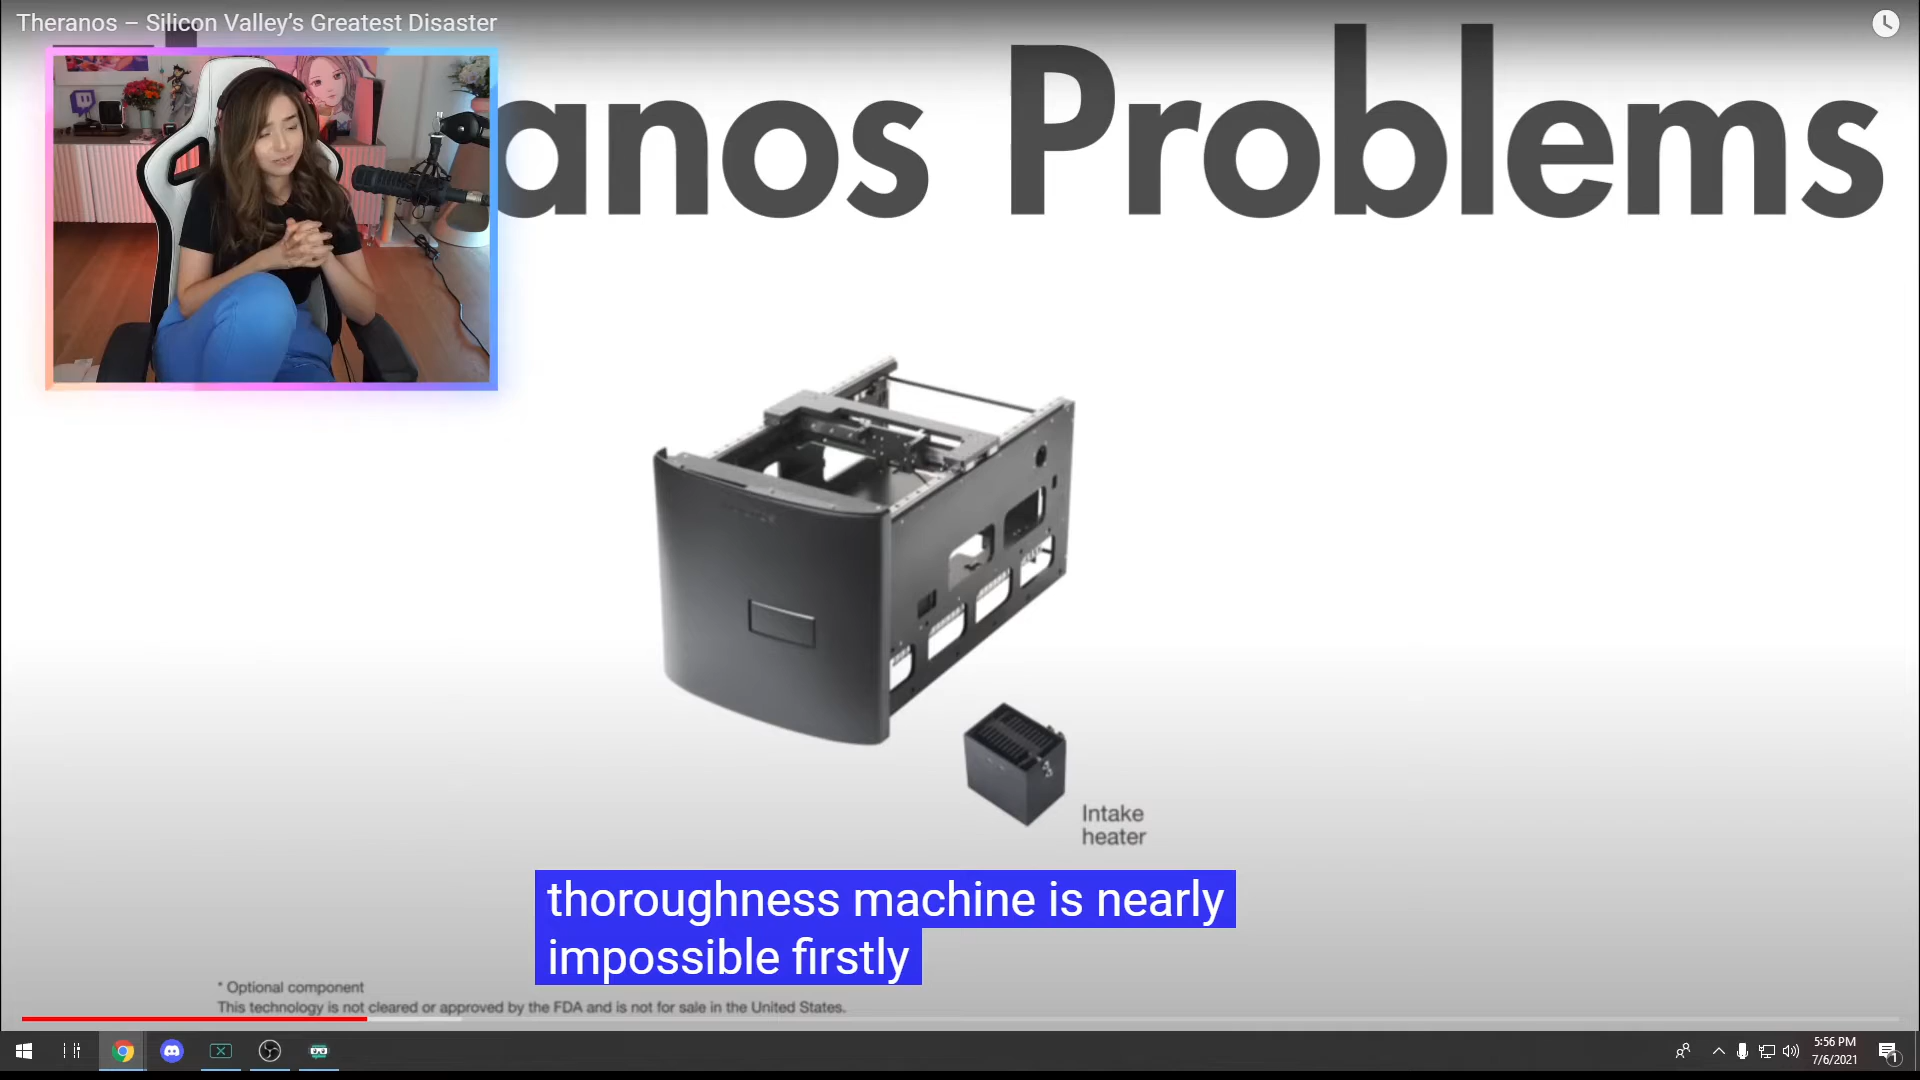 Theranos – Silicon Valley's Greatest Disaster
anos Problems
Intake
heater
thoroughness machine is nearly
impossible firstly
* Optional component
This technology is not cleared or approved by the FDA and is not for sale in the United States.
5:56 PM
7/6/2021
1